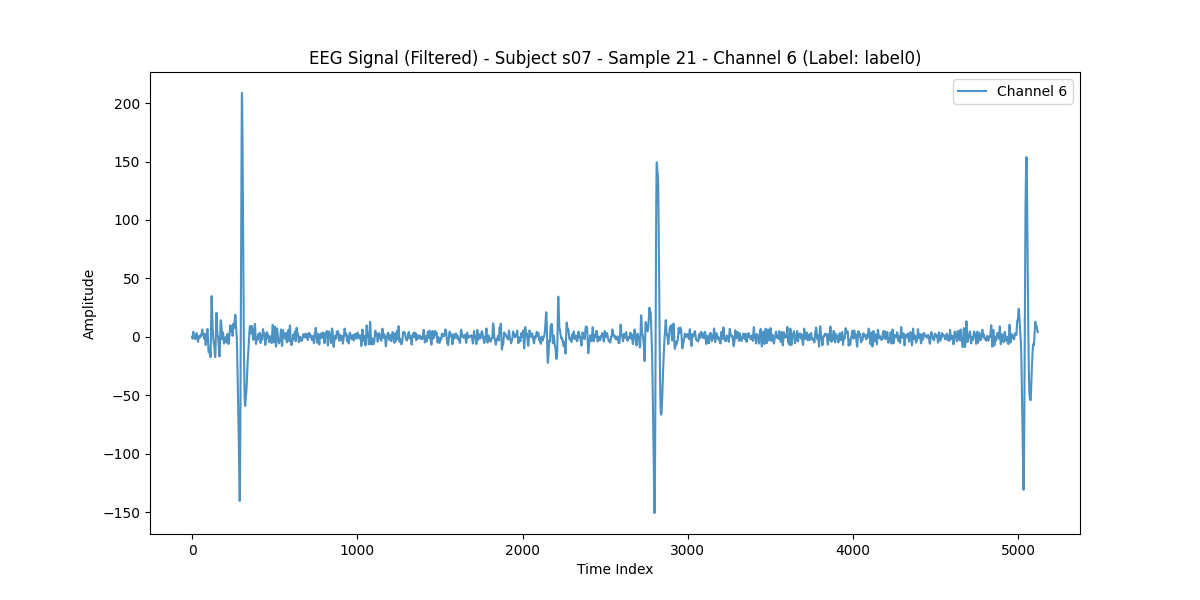 EEG Signal (Filtered) - Subject s07 - Sample 21 - Channel 6 (Label: label0)
Channel 6
200
150
100
50
0
−50
−100
−150
Amplitude
0 1000 2000 3000 4000 5000
Time Index